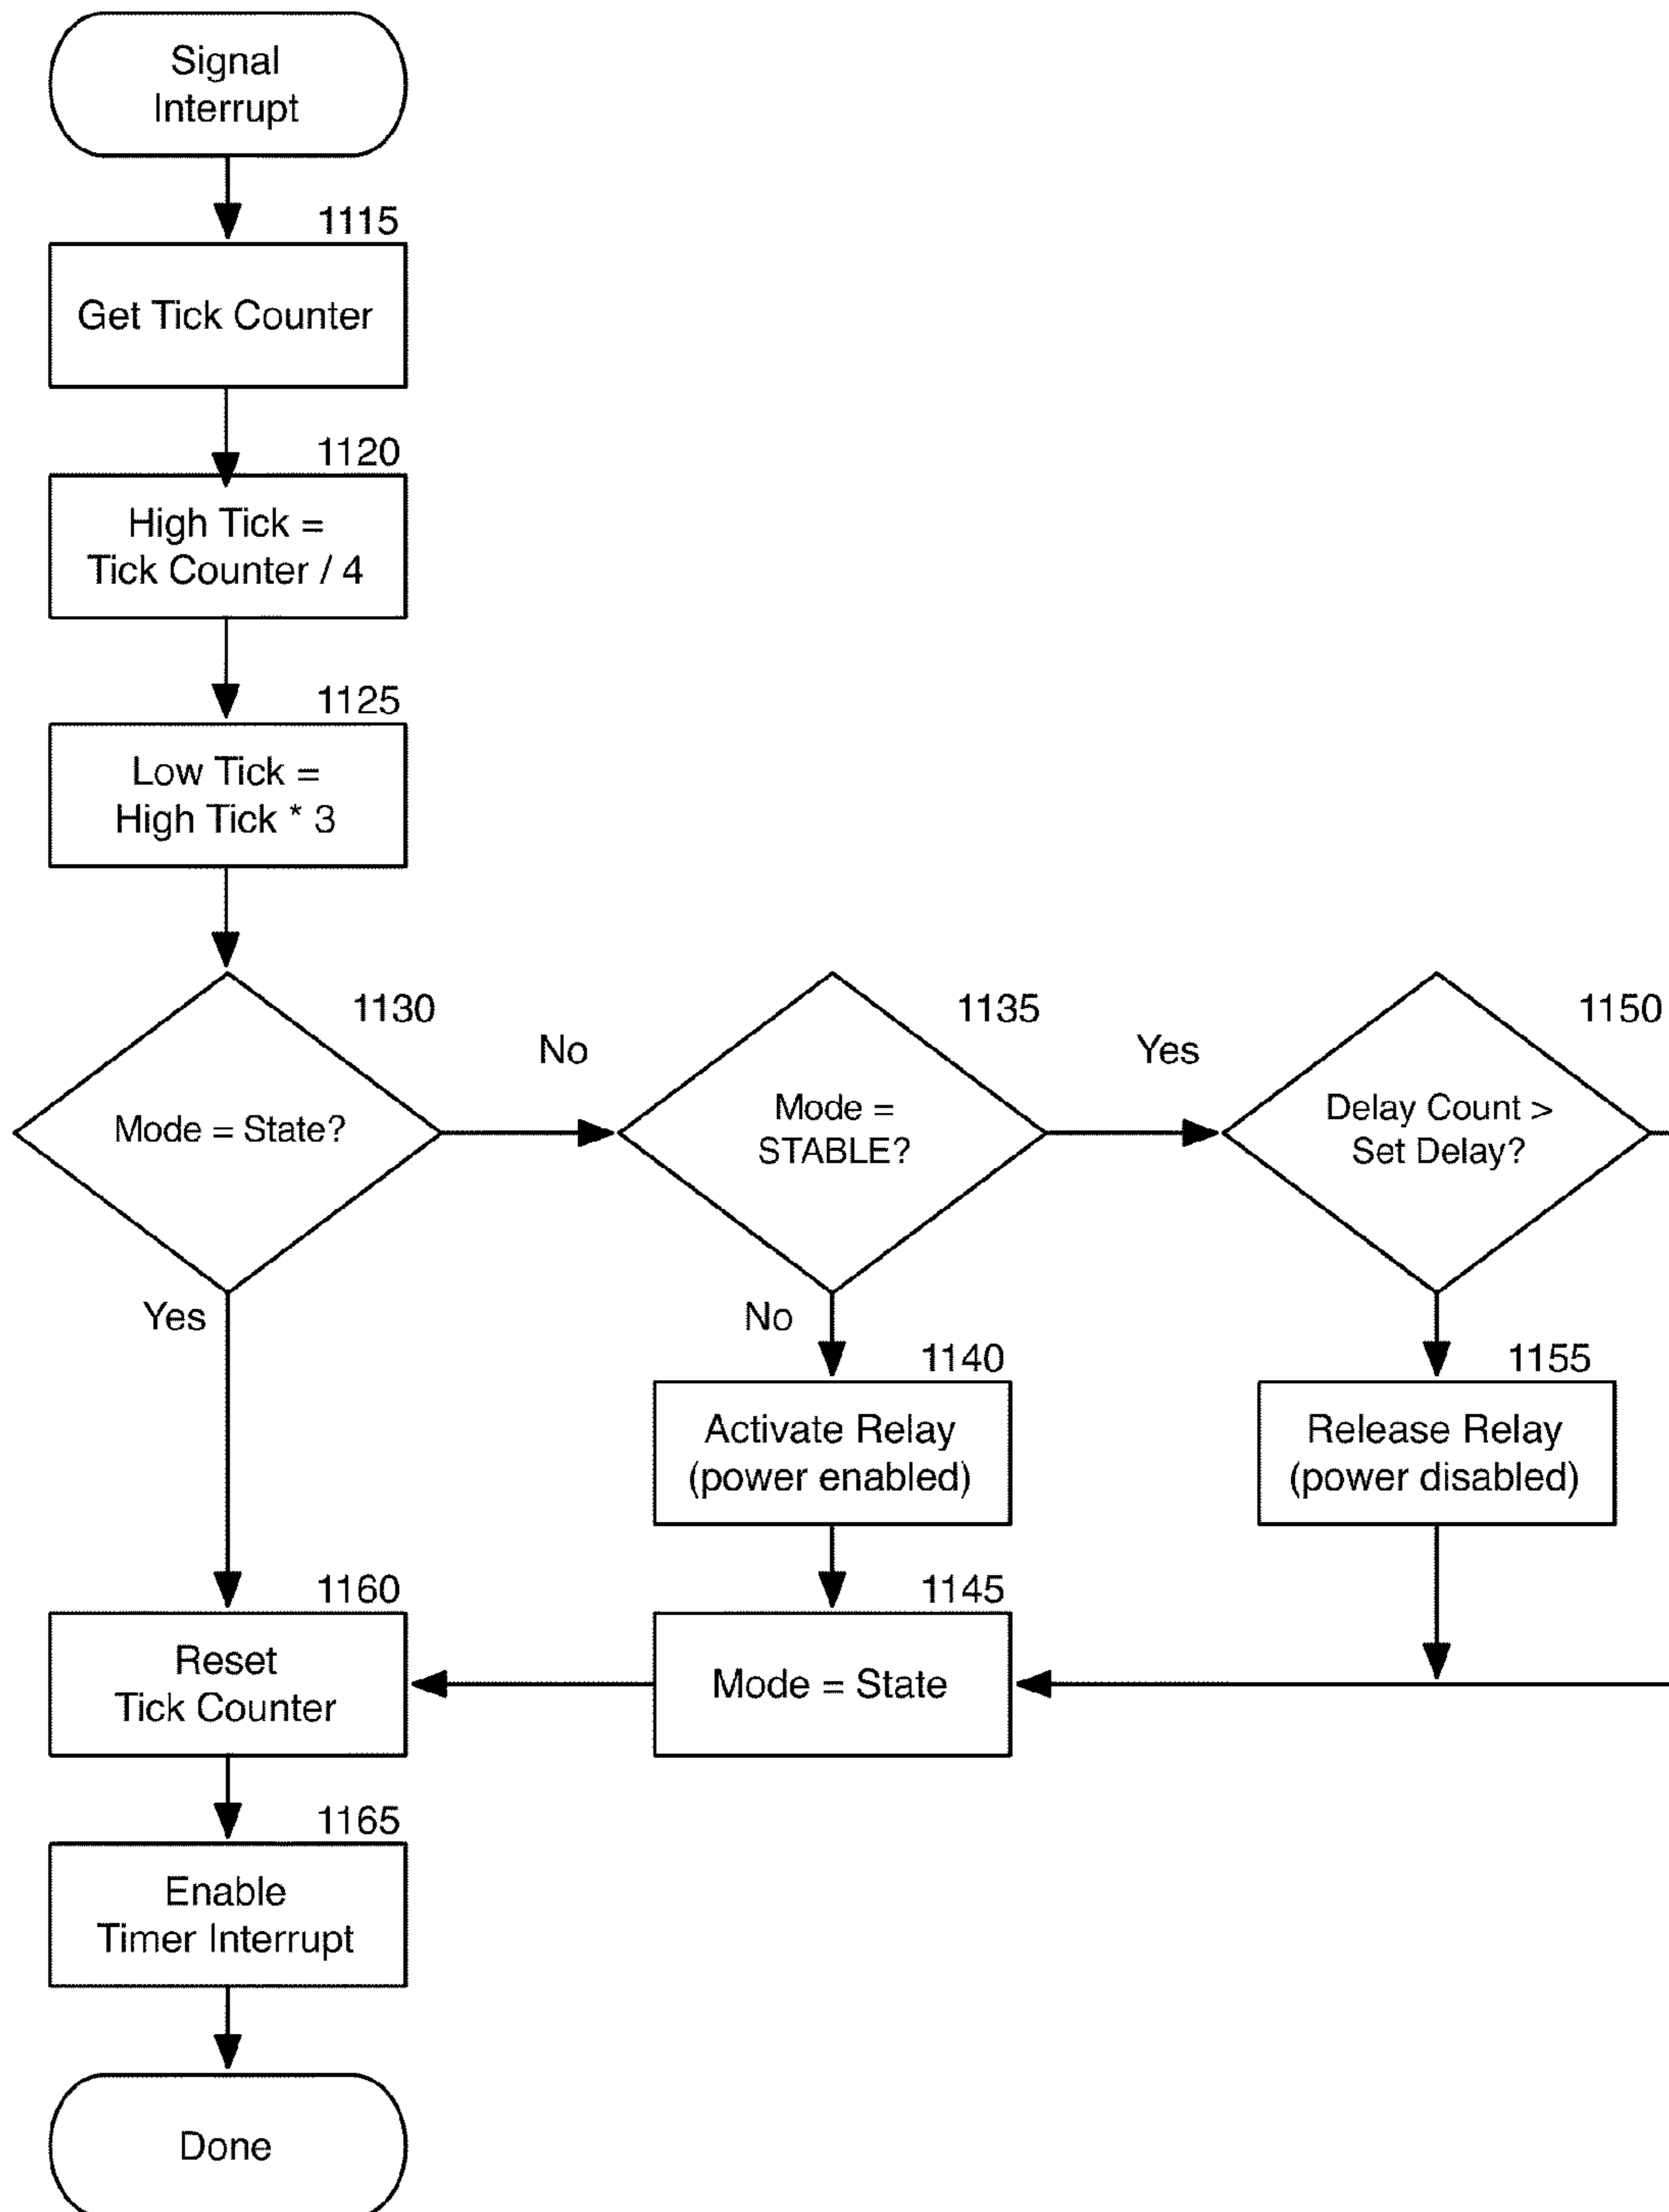 Signal
Interrupt
1115
Get Tick Counter
1120
High Tick =
Tick Counter / 4
1125
Low Tick =
High Tick * 3
1130
Mode = State?
No
1135
Mode =
STABLE?
Yes
1150
Delay Count >
Set Delay?
Yes
No
1140
Activate Relay
(power enabled)
1155
Release Relay
(power disabled)
1160
Reset
Tick Counter
1145
Mode = State
1165
Enable
Timer Interrupt
Done